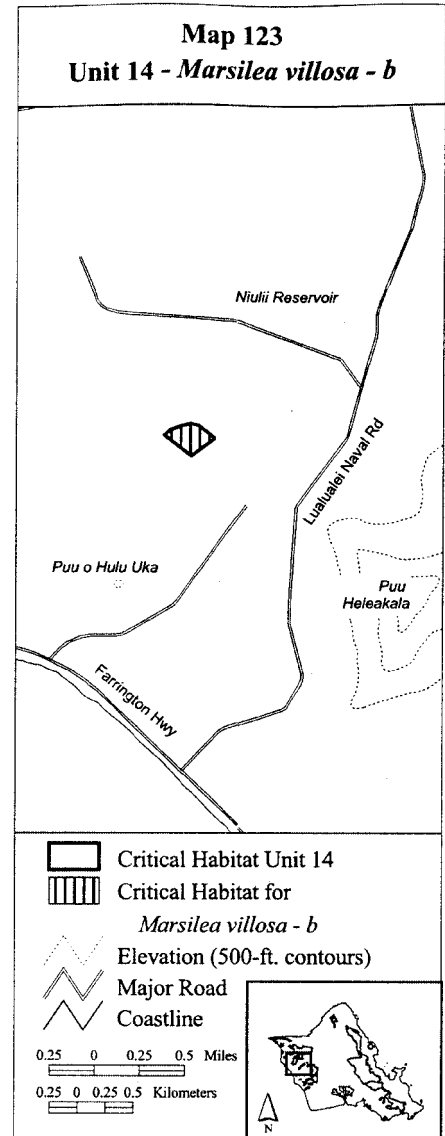 Map 123
Unit 14 - Marsilea villosa - b
Niulii Reservoir
Lualualei Naval Rd
Puu o Hulu Uka
Puu
Heleakala
Farrington Hwy
Critical Habitat Unit 14
Critical Habitat for
Marsilea villosa - b
Elevation (500-ft. contours)
Major Road
Coastline
0.25 0 0.25 0.5 Miles
0.25 0 0.25 0.5 Kilometers
N